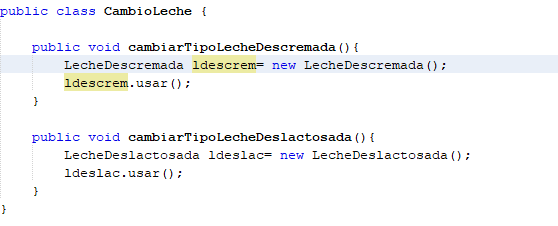 public class CambioLeche {
public void cambiarTipoLecheDescremada(){
LecheDescremada ldescrem= new LecheDescremada();
ldescrem.usar();
}
public void cambiarTipoLecheDeslactosada(){
LecheDeslactosada ldeslac= new LecheDeslactosada();
ldeslac.usar();
}
}